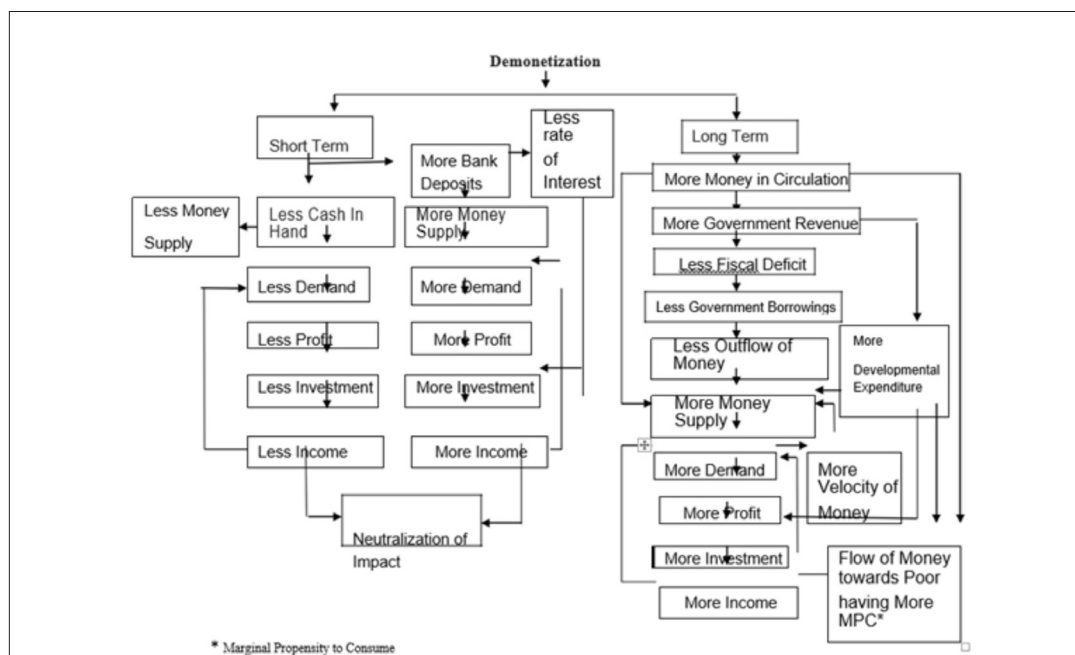 Demonetization
Short Term
More Bank
Deposits
Less
rate
of
Interest
Less Money
Supply
Less Cash In
Hand
More Money
Supply
Less Demand
More Demand
Less Profit
More Profit
Less Investment
More Investment
Less Income
More Income
Neutralization of
Impact
Long Term
More Money in Circulation
More Government Revenue
Less Fiscal Deficit
Less Government Borrowings
Less Outflow of
Money
More
Developmental
Expenditure
More Money
Supply
More Demand
More
Velocity of
Money
More Profit
More Investment
More Income
Flow of Money
towards Poor
having More
MPC*
* Marginal Propensity to Consume